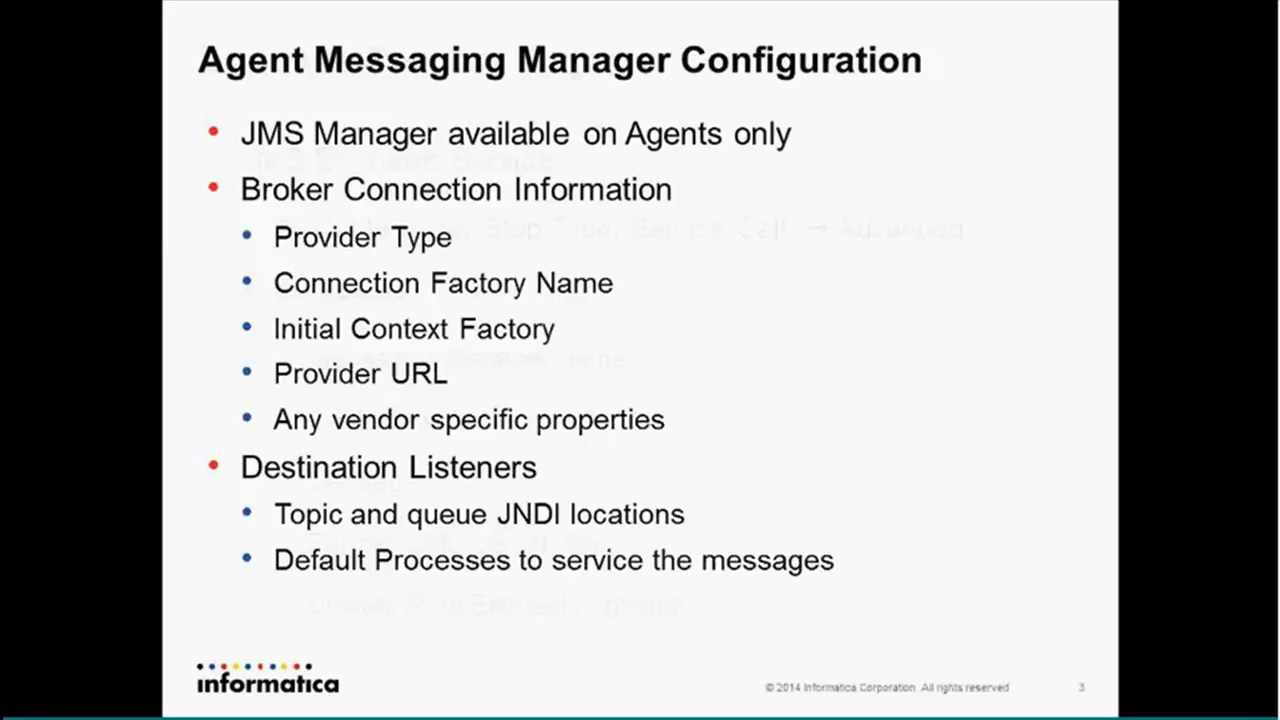 Agent Messaging Manager Configuration
• JMS Manager available on Agents only
• Broker Connection Information
• Provider Type
• Connection Factory Name
• Initial Context Factory
• Provider URL
• Any vendor specific properties
• Destination Listeners
• Topic and queue JNDI locations
• Default Processes to service the messages
informatica
© 2014 Informatica Corporation. All rights reserved
3